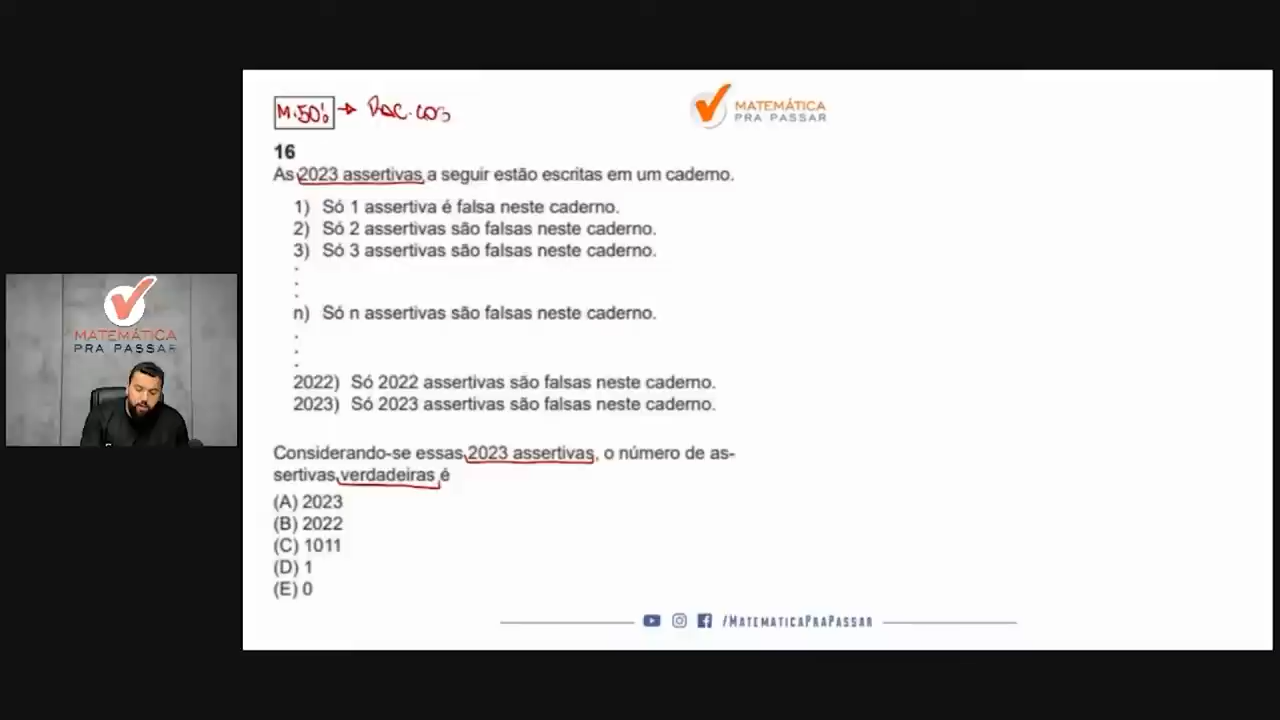 M.50%
MATEMÁTICA
PRA PASSAR
16
As 2023 assertivas a seguir estão escritas em um caderno.
1) Só 1 assertiva é falsa neste caderno.
2) Só 2 assertivas são falsas neste caderno.
3) Só 3 assertivas são falsas neste caderno.
n) Só n assertivas são falsas neste caderno.
2022) Só 2022 assertivas são falsas neste caderno.
2023) Só 2023 assertivas são falsas neste caderno.
Considerando-se essas 2023 assertivas, o número de as-
sertivas verdadeiras é
(A) 2023
(B) 2022
(C) 1011
(D) 1
(E) 0
/MATEMATICAPRAPASSAR
MATEMÁTICA
PRA PASSAR